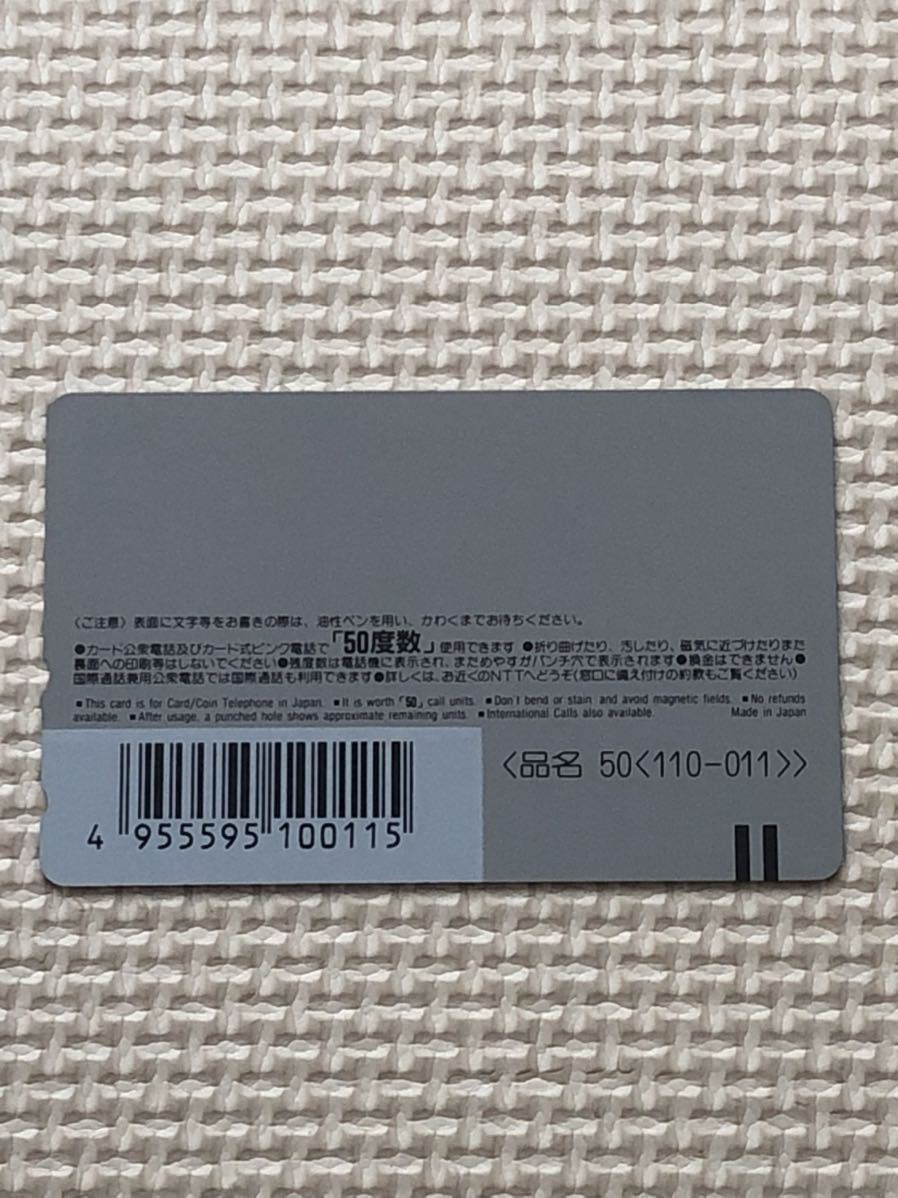 〈ご注意〉表面に文字等をお書きの際は、油性ペンを用い、かわくまでお待ちください。
●カード公衆電話及びカード式ピンク電話で「50度数」使用できます ●折り曲げたり、汚したり、磁気に近づけたりまた
裏面への印刷等はしないでください●残度数は電話機に表示され、まためやすがパンチ穴で表示されます●換金はできません●
国際通話兼用公衆電話では国際通話も利用できます●詳しくは、お近くのNTTへどうぞ(窓口に備え付けの約款もご覧ください)
■This card is for Card/Coin Telephone in Japan. ■It is worth「50」call units. ■Don't bend or stain, and avoid magnetic fields. ■No refunds
available. ■After usage, a punched hole shows approximate remaining units. ■International Calls also available. Made in Japan
〈品名 50〈110-011〉〉
4 955595 100115